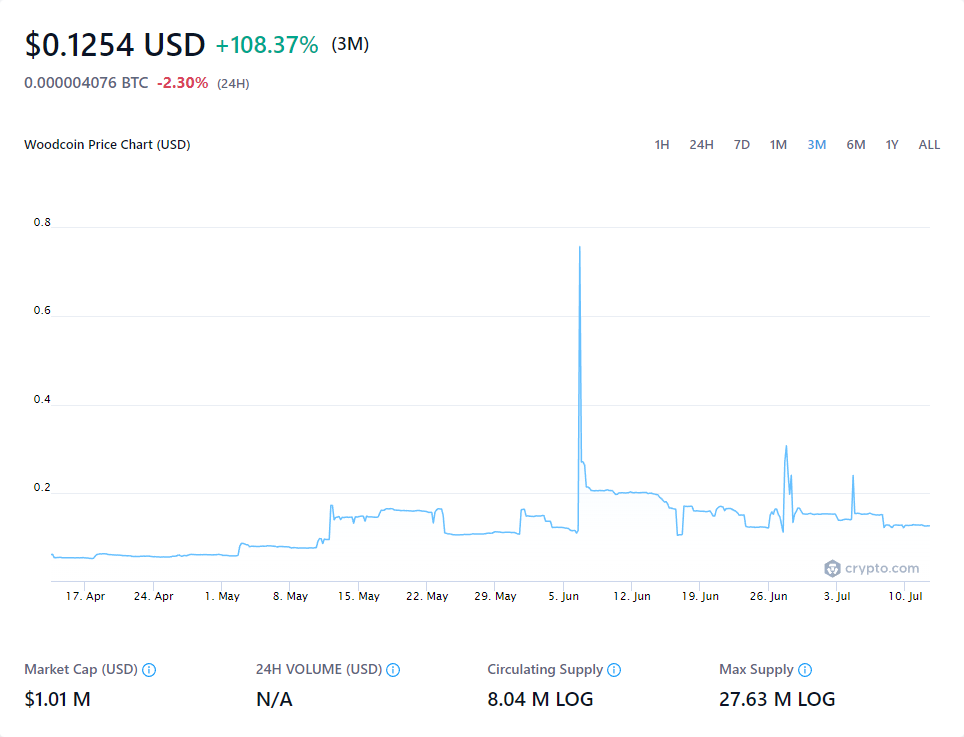 $0.1254 USD +108.37% (3M)
0.000004076 BTC -2.30% (24H)
Woodcoin Price Chart (USD)
1H 24H 7D 1M 3M 6M 1Y ALL
0.8
0.6
0.4
0.2
crypto.com
17. Apr 24. Apr 1. May 8. May 15. May 22. May 29. May 5. Jun 12. Jun 19. Jun 26. Jun 3. Jul 10. Jul
Market Cap (USD) 24H VOLUME (USD) Circulating Supply Max Supply
$1.01 M N/A 8.04 M LOG 27.63 M LOG